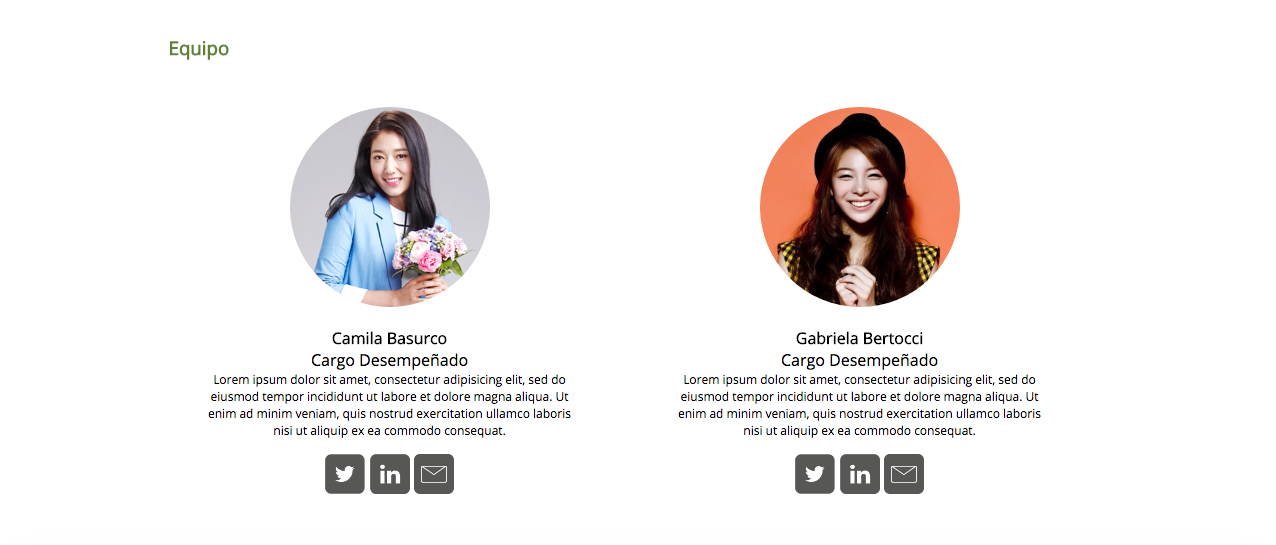 Equipo
Camila Basurco
Cargo Desempeñado
Lorem ipsum dolor sit amet, consectetur adipisicing elit, sed do
eiusmod tempor incididunt ut labore et dolore magna aliqua. Ut
enim ad minim veniam, quis nostrud exercitation ullamco laboris
nisi ut aliquip ex ea commodo consequat.
in
Gabriela Bertocci
Cargo Desempeñado
Lorem ipsum dolor sit amet, consectetur adipisicing elit, sed do
eiusmod tempor incididunt ut labore et dolore magna aliqua. Ut
enim ad minim veniam, quis nostrud exercitation ullamco laboris
nisi ut aliquip ex ea commodo consequat.
in